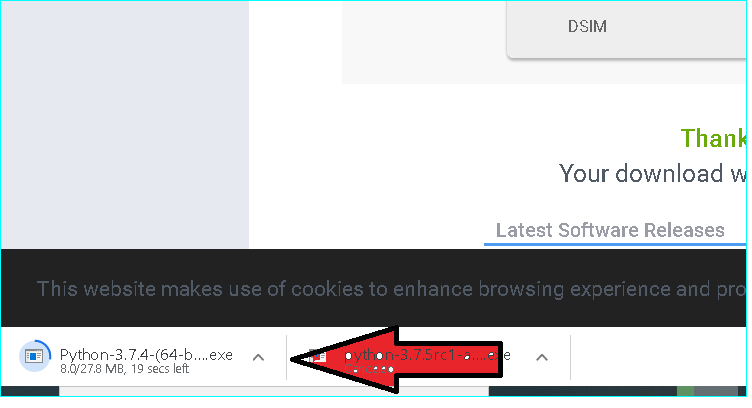 DSIM
Thank
Your download w
Latest Software Releases
This website makes use of cookies to enhance browsing experience and pro
Python-3.7.4-(64-b....exe
8.0/27.8 MB, 19 secs left
python-3.7.5rc1-a....exe